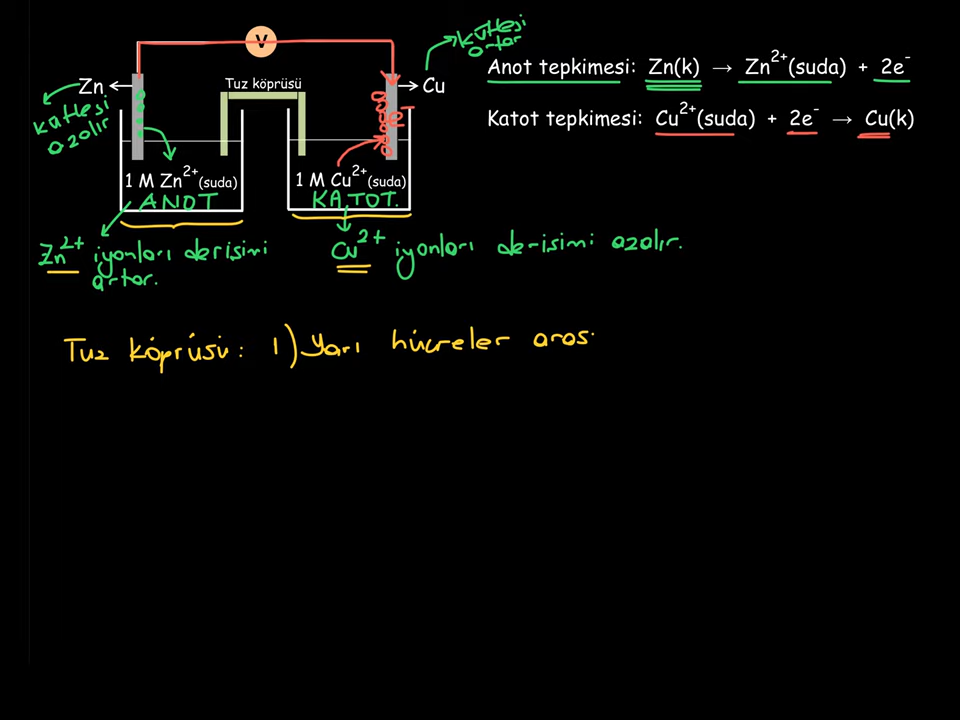 V
kütlesi
artar
Zn
Tuz köprüsü
Cu
kütlesi
azalır
1 M Zn²⁺(suda)
1 M Cu²⁺(suda)
ANOT
KATOT.
Anot tepkimesi: Zn(k) → Zn²⁺(suda) + 2e⁻
Katot tepkimesi: Cu²⁺(suda) + 2e⁻ → Cu(k)
Zn²⁺ iyonları derişimi
artar.
Cu²⁺ iyonları derişimi azalır.
Tuz köprüsü: 1) Yarı hücreler aras